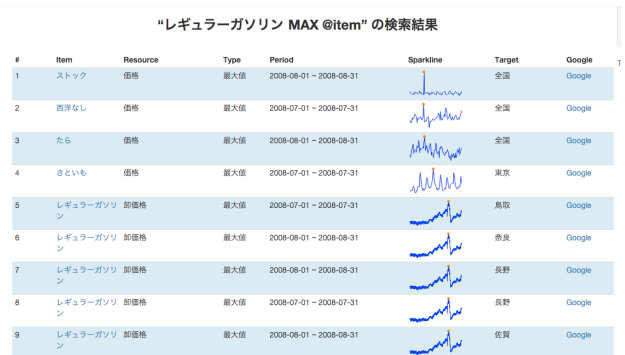 “レギュラーガソリン MAX @item” の検索結果
# Item Resource Type Period Sparkline Target Google
1 ストック 価格 最大値 2008-08-01 ~ 2008-08-31 全国 Google
2 西洋なし 価格 最大値 2008-07-01 ~ 2008-07-31 全国 Google
3 たら 価格 最大値 2008-08-01 ~ 2008-08-31 全国 Google
4 さといも 価格 最大値 2008-08-01 ~ 2008-08-31 東京 Google
5 レギュラーガソリン 卸価格 最大値 2008-07-01 ~ 2008-07-31 鳥取 Google
6 レギュラーガソリン 卸価格 最大値 2008-08-01 ~ 2008-08-31 奈良 Google
7 レギュラーガソリン 卸価格 最大値 2008-08-01 ~ 2008-08-31 長野 Google
8 レギュラーガソリン 卸価格 最大値 2008-07-01 ~ 2008-07-31 長野 Google
9 レギュラーガソリン 卸価格 最大値 2008-08-01 ~ 2008-08-31 佐賀 Google